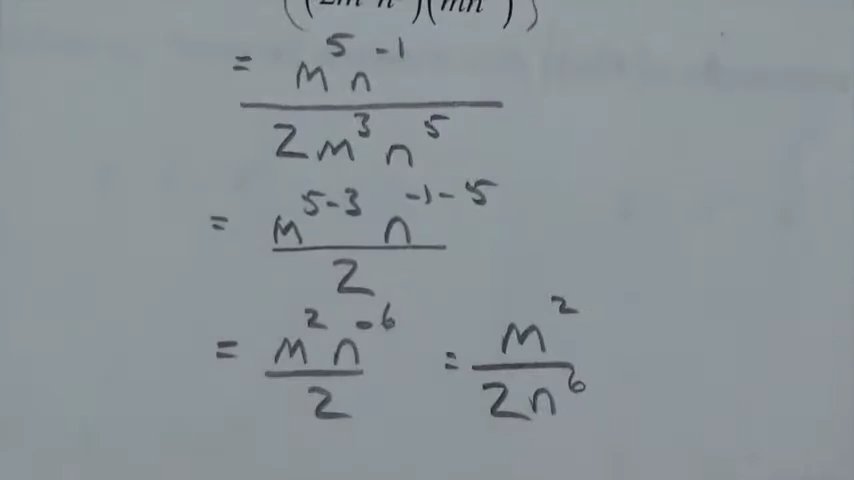 = m^5 n^-1 / 2m^3 n^5
= m^5-3 n^-1-5 / 2
= m^2 n^-6 / 2 = m^2 / 2n^6